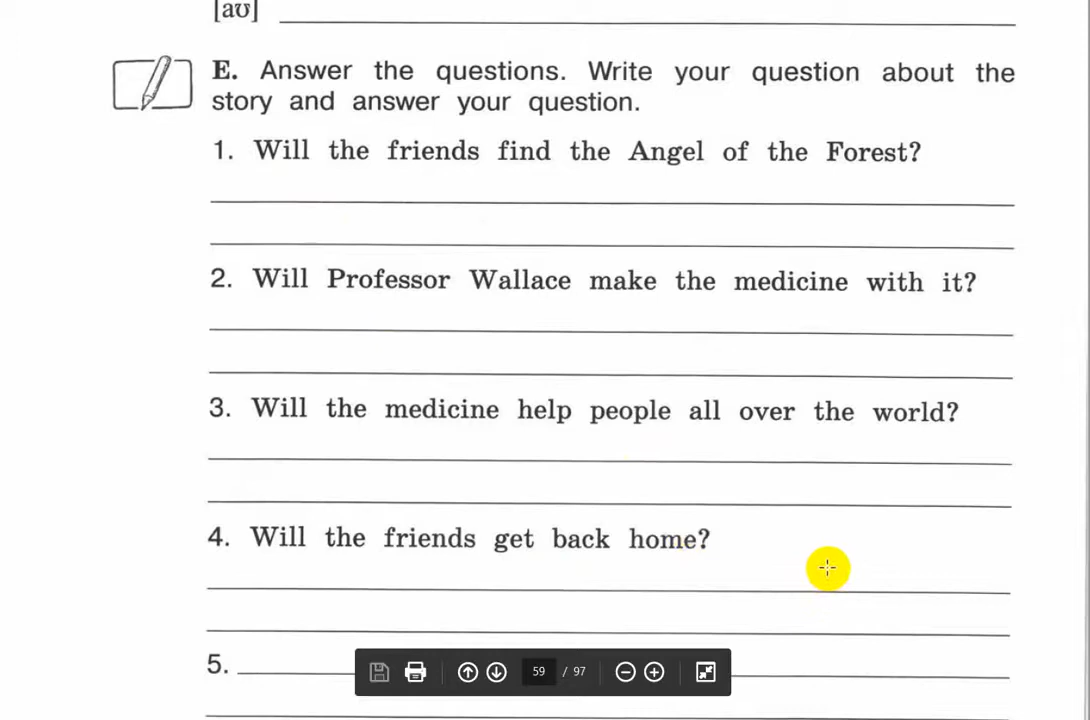 [aʊ]
E. Answer the questions. Write your question about the
story and answer your question.
1. Will the friends find the Angel of the Forest?
2. Will Professor Wallace make the medicine with it?
3. Will the medicine help people all over the world?
4. Will the friends get back home?
5.
59 / 97